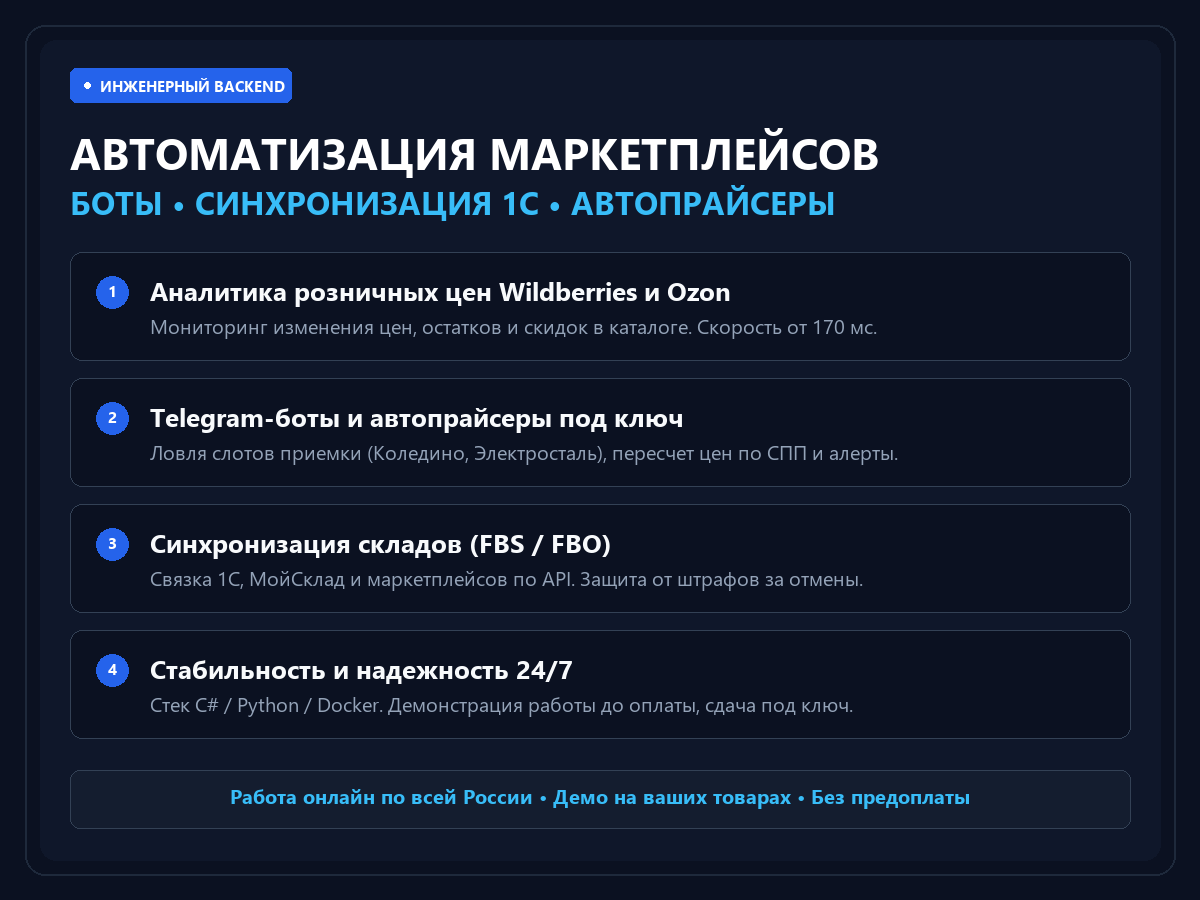 ИНЖЕНЕРНЫЙ BACKEND
АВТОМАТИЗАЦИЯ МАРКЕТПЛЕЙСОВ
БОТЫ • СИНХРОНИЗАЦИЯ 1С • АВТОПРАЙСЕРЫ
1
Аналитика розничных цен Wildberries и Ozon
Мониторинг изменения цен, остатков и скидок в каталоге. Скорость от 170 мс.
2
Telegram-боты и автопрайсеры под ключ
Ловля слотов приемки (Коледино, Электросталь), пересчет цен по СПП и алерты.
3
Синхронизация складов (FBS / FBO)
Связка 1С, МойСклад и маркетплейсов по API. Защита от штрафов за отмены.
4
Стабильность и надежность 24/7
Стек C# / Python / Docker. Демонстрация работы до оплаты, сдача под ключ.
Работа онлайн по всей России • Демо на ваших товарах • Без предоплаты